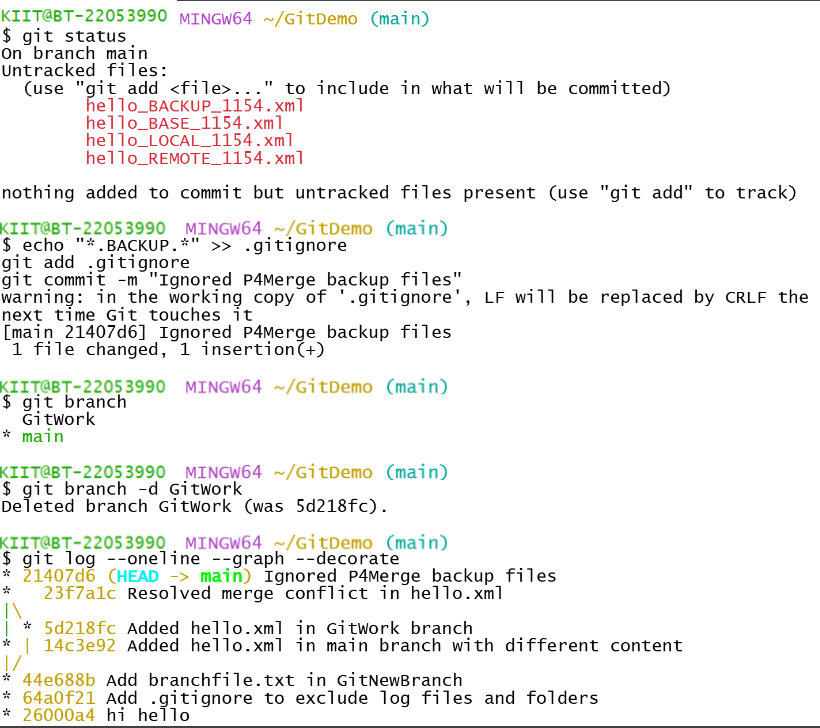 KIIT@BT-22053990 MINGW64 ~/GitDemo (main)
$ git status
On branch main
Untracked files:
  (use "git add <file>..." to include in what will be committed)
        hello_BACKUP_1154.xml
        hello_BASE_1154.xml
        hello_LOCAL_1154.xml
        hello_REMOTE_1154.xml

nothing added to commit but untracked files present (use "git add" to track)

KIIT@BT-22053990 MINGW64 ~/GitDemo (main)
$ echo "*.BACKUP.*" >> .gitignore
git add .gitignore
git commit -m "Ignored P4Merge backup files"
warning: in the working copy of '.gitignore', LF will be replaced by CRLF the
next time Git touches it
[main 21407d6] Ignored P4Merge backup files
 1 file changed, 1 insertion(+)

KIIT@BT-22053990 MINGW64 ~/GitDemo (main)
$ git branch
  GitWork
* main

KIIT@BT-22053990 MINGW64 ~/GitDemo (main)
$ git branch -d GitWork
Deleted branch GitWork (was 5d218fc).

KIIT@BT-22053990 MINGW64 ~/GitDemo (main)
$ git log --oneline --graph --decorate
* 21407d6 (HEAD -> main) Ignored P4Merge backup files
*   23f7a1c Resolved merge conflict in hello.xml
|\
| * 5d218fc Added hello.xml in GitWork branch
* | 14c3e92 Added hello.xml in main branch with different content
|/
* 44e688b Add branchfile.txt in GitNewBranch
* 64a0f21 Add .gitignore to exclude log files and folders
* 26000a4 hi hello